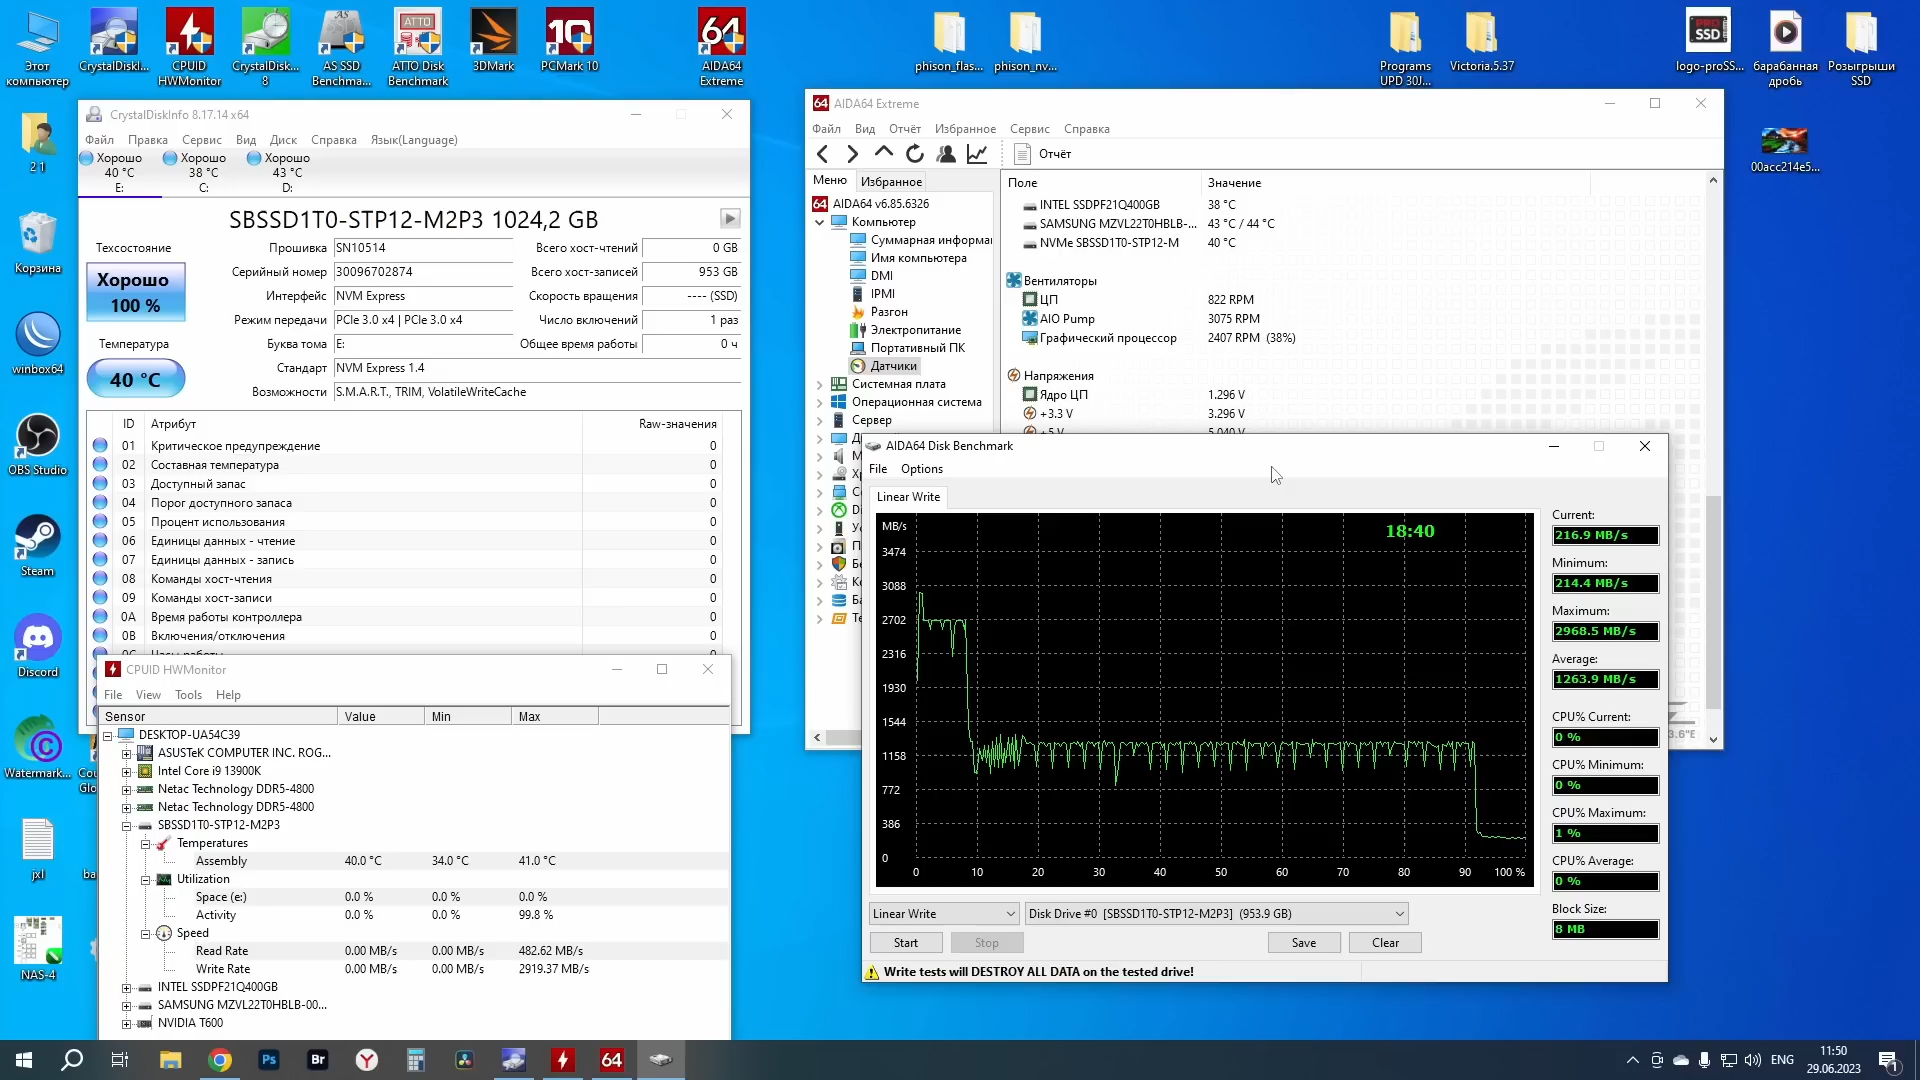 Этот компьютер
CrystalDiskI...
CPUID HWMonitor
CrystalDisk... 8
AS SSD Benchma...
ATTO Disk Benchmark
3DMark
PCMark 10
AIDA64 Extreme
phison_flas...
phison_nv...
Programs UPD 30J...
Victoria.5.37
logo-proSS...
барабанная дробь
Розыгрыши SSD
2 1
Корзина
winbox64
OBS Studio
Steam
Discord
Watermark...
jxl
NAS-4
00acc214e5...
CrystalDiskInfo 8.17.14 x64
Файл Правка Сервис Вид Диск Справка Язык(Language)
Хорошо Хорошо Хорошо
40 °C 38 °C 43 °C
E: C: D:
SBSSD1T0-STP12-M2P3 1024,2 GB
Техсостояние
Хорошо
100 %
Температура
40 °C
Прошивка SN10514
Серийный номер 30096702874
Интерфейс NVM Express
Режим передачи PCIe 3.0 x4 | PCIe 3.0 x4
Буква тома E:
Стандарт NVM Express 1.4
Возможности S.M.A.R.T., TRIM, VolatileWriteCache
Всего хост-чтений 0 GB
Всего хост-записей 953 GB
Скорость вращения ---- (SSD)
Число включений 1 раз
Общее время работы 0 ч
ID Атрибут Raw-значения
01 Критическое предупреждение 0
02 Составная температура 0
03 Доступный запас 0
04 Порог доступного запаса 0
05 Процент использования 0
06 Единицы данных - чтение 0
07 Единицы данных - запись 0
08 Команды хост-чтения 0
09 Команды хост-записи 0
0A Время работы контроллера 0
0B Включения/отключения 0
CPUID HWMonitor
File View Tools Help
Sensor Value Min Max
DESKTOP-UA54C39
ASUSTeK COMPUTER INC. ROG...
Intel Core i9 13900K
Netac Technology DDR5-4800
Netac Technology DDR5-4800
SBSSD1T0-STP12-M2P3
Temperatures
Assembly 40.0 °C 34.0 °C 41.0 °C
Utilization
Space (e:) 0.0 % 0.0 % 0.0 %
Activity 0.0 % 0.0 % 99.8 %
Speed
Read Rate 0.00 MB/s 0.00 MB/s 482.62 MB/s
Write Rate 0.00 MB/s 0.00 MB/s 2919.37 MB/s
INTEL SSDPF21Q400GB
SAMSUNG MZVL22T0HBLB-00...
NVIDIA T600
AIDA64 Extreme
Файл Вид Отчёт Избранное Сервис Справка
Отчёт
Меню Избранное
AIDA64 v6.85.6326
Компьютер
Суммарная информа
Имя компьютера
DMI
IPMI
Разгон
Электропитание
Портативный ПК
Датчики
Системная плата
Операционная система
Сервер
Поле Значение
INTEL SSDPF21Q400GB 38 °C
SAMSUNG MZVL22T0HBLB-... 43 °C / 44 °C
NVMe SBSSD1T0-STP12-M 40 °C
Вентиляторы
ЦП 822 RPM
AIO Pump 3075 RPM
Графический процессор 2407 RPM (38%)
Напряжения
Ядро ЦП 1.296 V
+3.3 V 3.296 V
+5 V 5.040 V
AIDA64 Disk Benchmark
File Options
Linear Write
MB/s
18:40
3474
3088
2702
2316
1930
1544
1158
772
386
0
0 10 20 30 40 50 60 70 80 90 100 %
Current:
216.9 MB/s
Minimum:
214.4 MB/s
Maximum:
2968.5 MB/s
Average:
1263.9 MB/s
CPU% Current:
0 %
CPU% Minimum:
0 %
CPU% Maximum:
1 %
CPU% Average:
0 %
Block Size:
8 MB
Linear Write Disk Drive #0 [SBSSD1T0-STP12-M2P3] (953.9 GB)
Start Stop Save Clear
Write tests will DESTROY ALL DATA on the tested drive!
ENG
11:50
29.06.2023